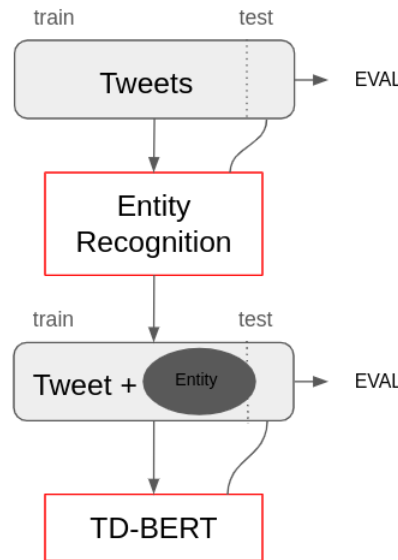 train test
Tweets
EVAL
Entity
Recognition
train test
Tweet +
Entity
EVAL
TD-BERT